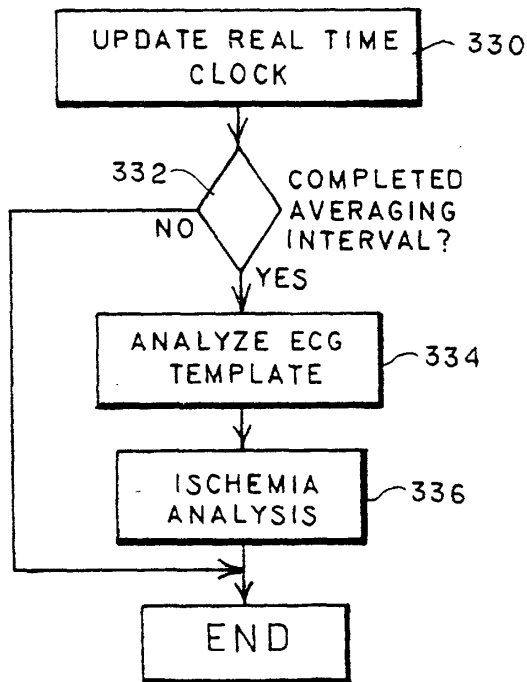 UPDATE REAL TIME
CLOCK
330
332
COMPLETED
AVERAGING
INTERVAL?
NO
YES
ANALYZE ECG
TEMPLATE
334
ISCHEMIA
ANALYSIS
336
END